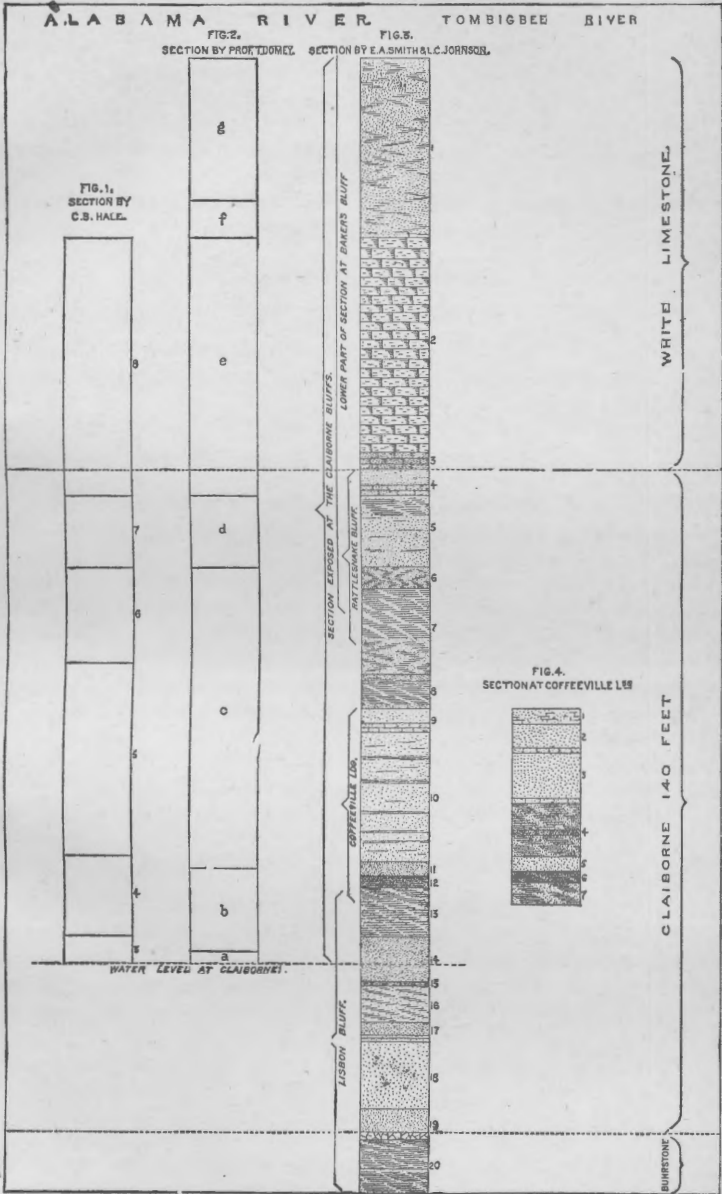 ALABAMA RIVER. TOMBIGBEE RIVER
FIG.1.
SECTION BY
C.S. HALE.
8
7
6
5
4
3
FIG.2.
SECTION BY PROF. TUOMEY.
g
f
e
d
c
b
a
WATER LEVEL AT CLAIBORNE.
FIG.3.
SECTION BY E.A. SMITH & L.C. JOHNSON.
SECTION EXPOSED AT THE CLAIBORNE BLUFFS.
LOWER PART OF SECTION AT BAKERS BLUFF
RATTLESNAKE BLUFF.
COFFEEVILLE LDG.
LISBON BLUFF.
1
2
3
4
5
6
7
8
9
10
11
12
13
14
15
16
17
18
19
20
FIG.4.
SECTION AT COFFEEVILLE LDG
1
2
3
4
5
6
7
WHITE LIMESTONE.
CLAIBORNE 140 FEET
BUHRSTONE